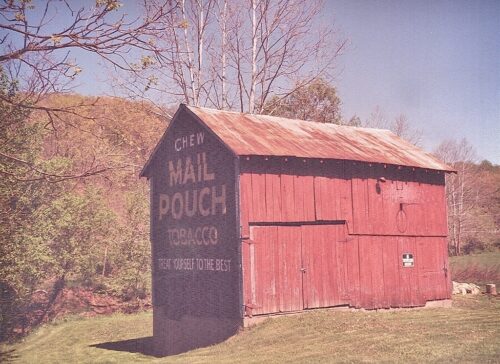 CHEW
MAIL
POUCH
TOBACCO
TREAT YOURSELF TO THE BEST